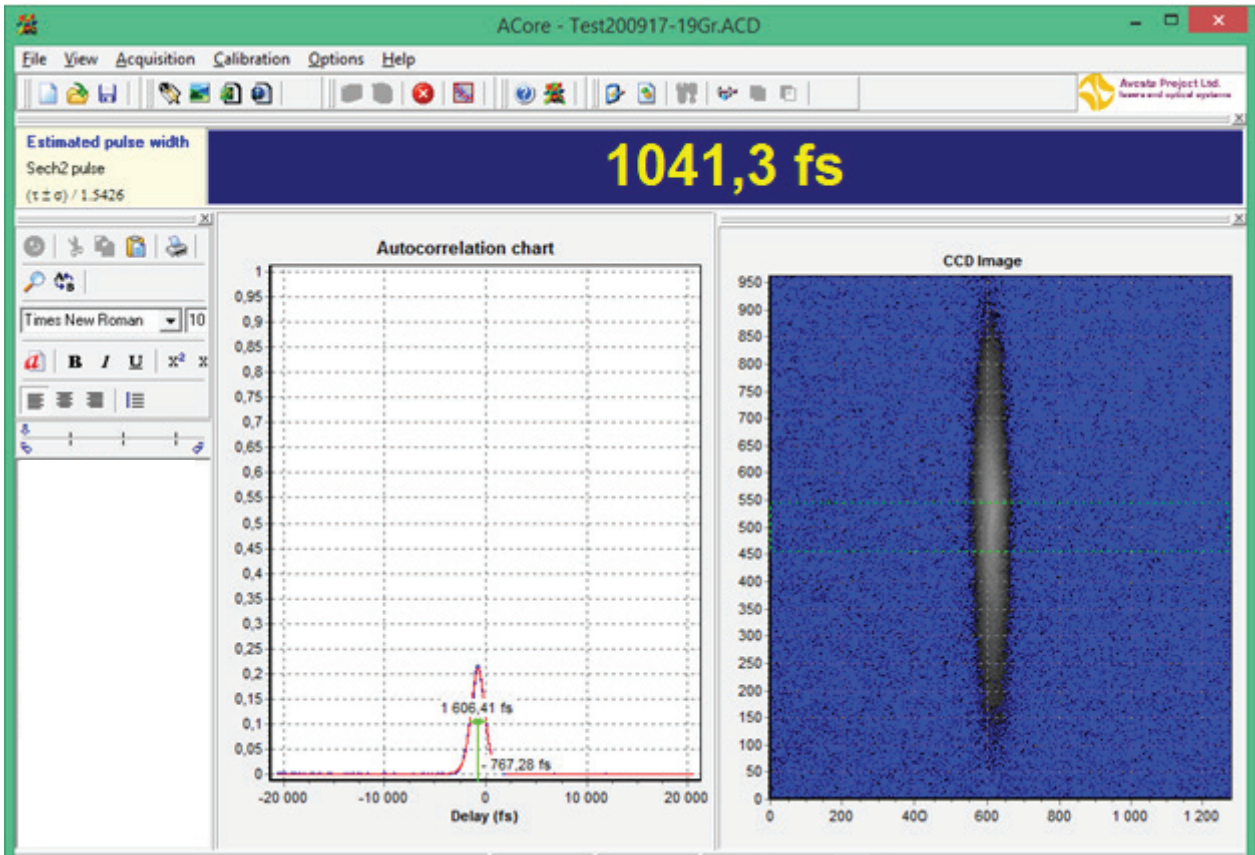 ACore - Test200917-19Gr.ACD
File View Acquisition Calibration Options Help
Avesta Project Ltd.
lasers and optical systems
Estimated pulse width
Sech2 pulse
(τ ± σ) / 1.5426
1041,3 fs
Times New Roman 10
B I U x² x
Autocorrelation chart
1
0,95
0,9
0,85
0,8
0,75
0,7
0,65
0,6
0,55
0,5
0,45
0,4
0,35
0,3
0,25
0,2
0,15
0,1
0,05
0
1 606,41 fs
- 767,28 fs
-20 000 -10 000 0 10 000 20 000
Delay (fs)
CCD Image
950
900
850
800
750
700
650
600
550
500
450
400
350
300
250
200
150
100
50
0
0 200 400 600 800 1 000 1 200